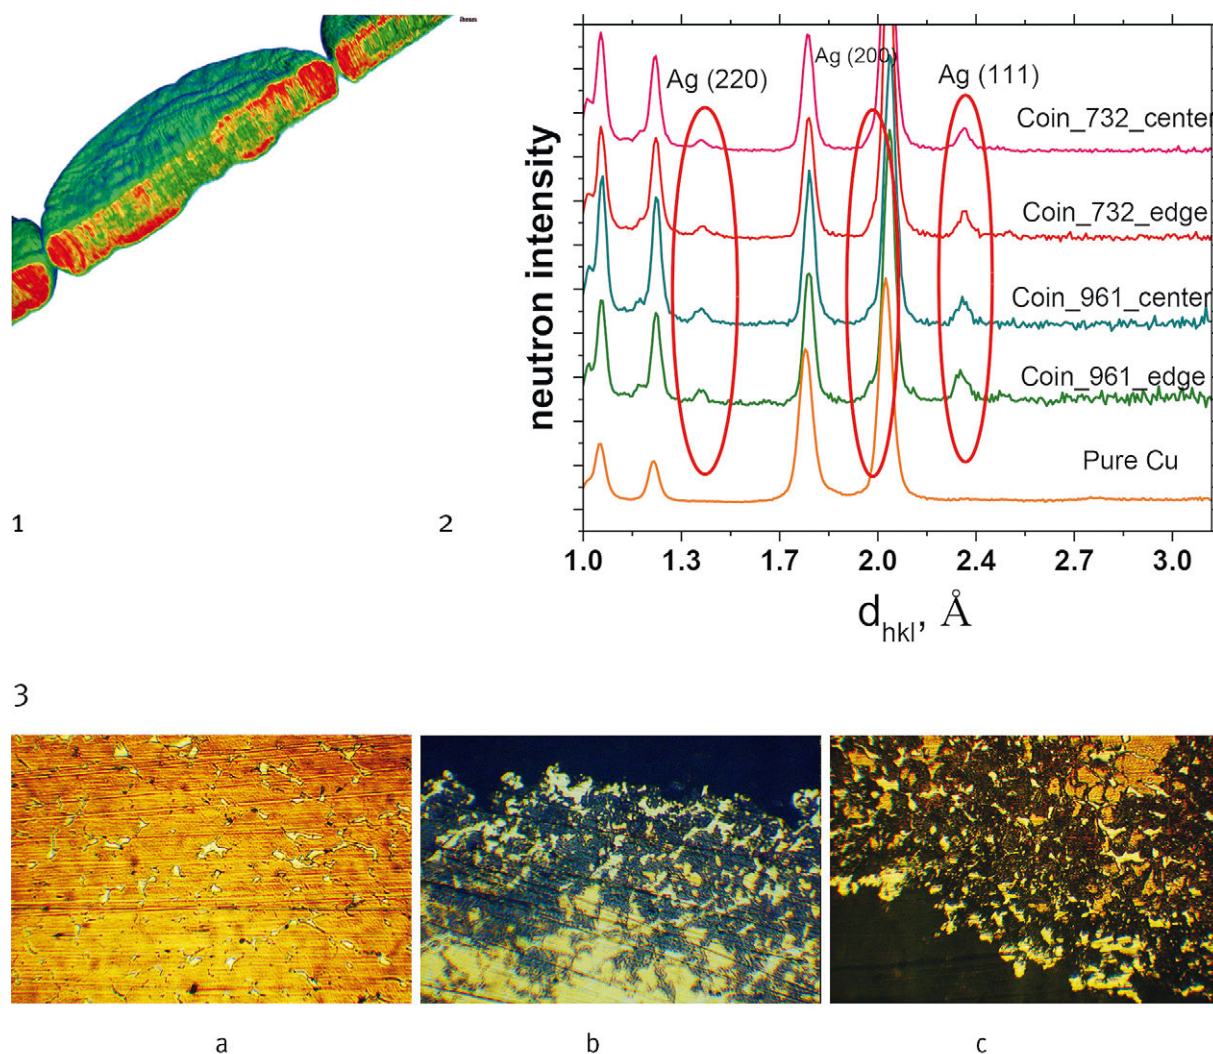 Ag (220)
Ag (200)
Ag (111)
Coin_732_center
Coin_732_edge
Coin_961_center
Coin_961_edge
Pure Cu
neutron intensity
1.0 1.3 1.7 2.0 2.4 2.7 3.0
dhkl, Å
1
2
3
a b c